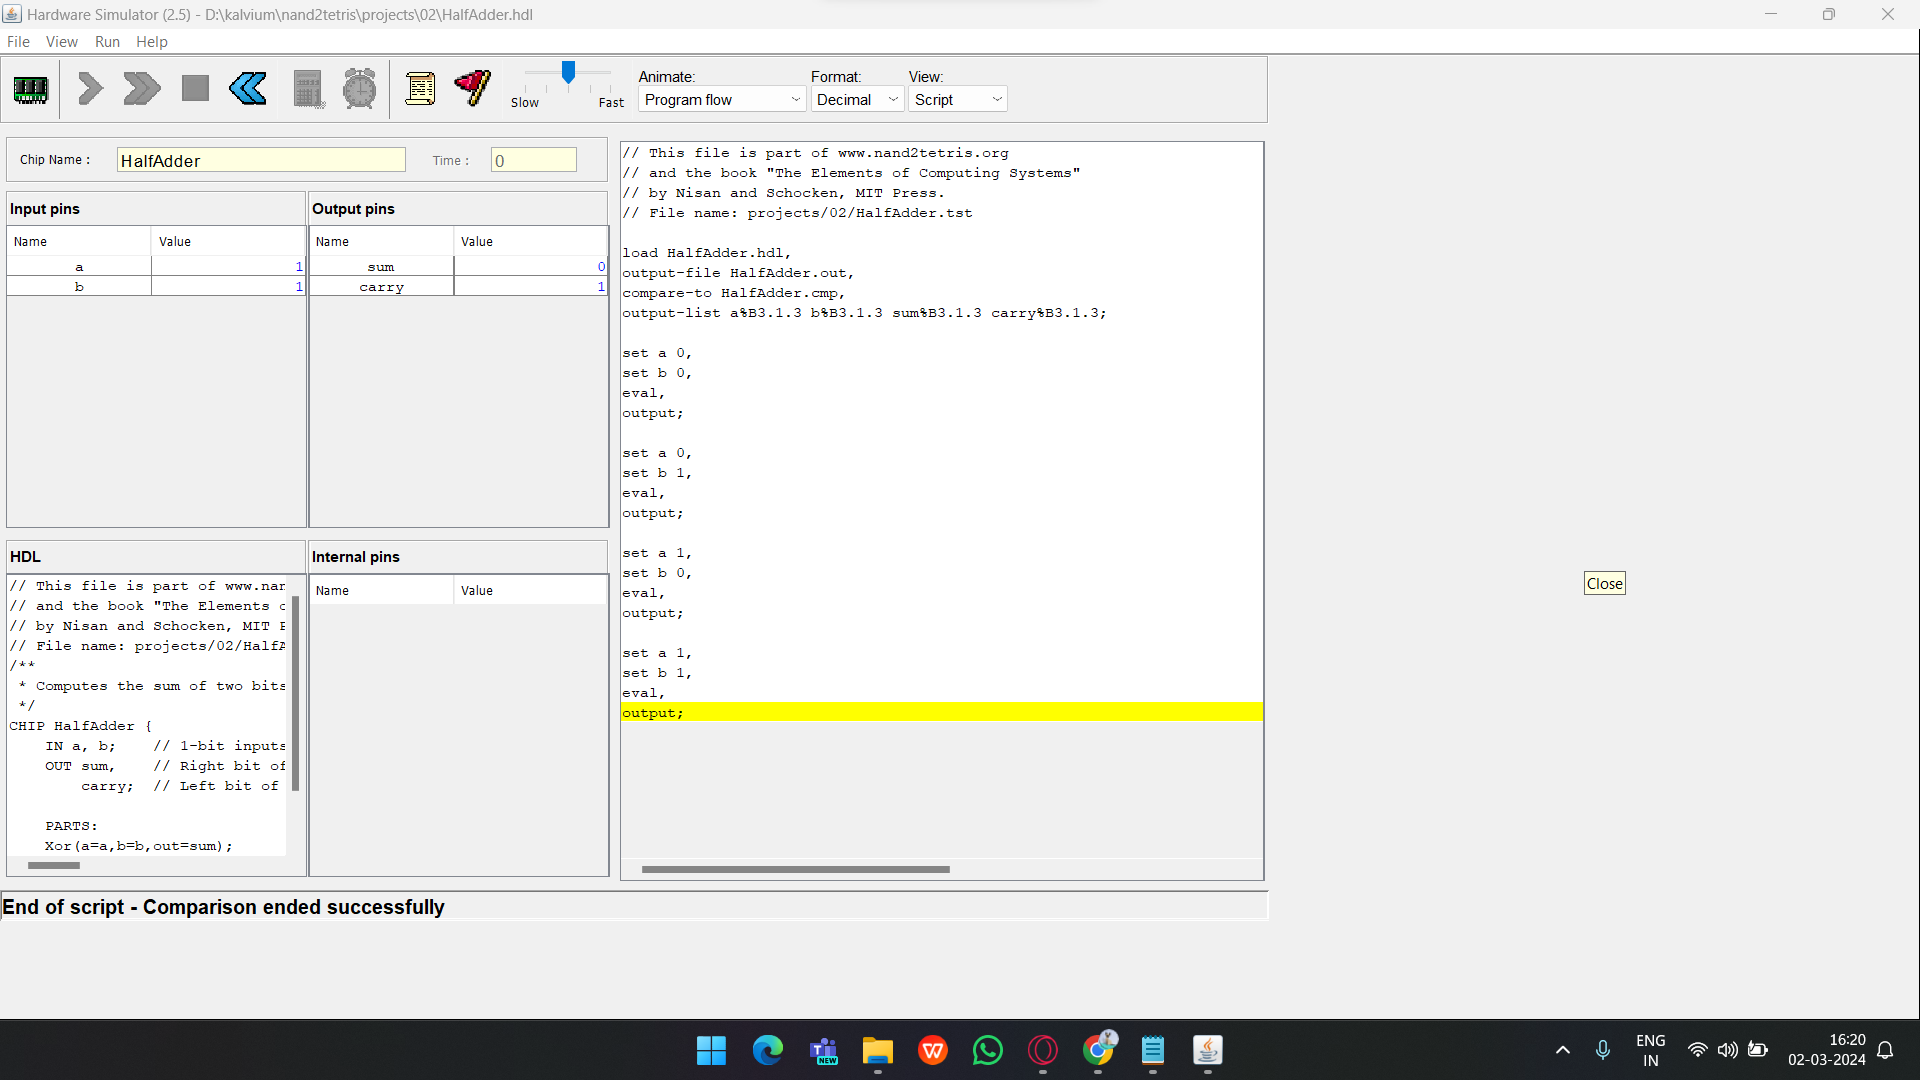 Hardware Simulator (2.5) - D:\kalvium\nand2tetris\projects\02\HalfAdder.hdl
File View Run Help
Slow Fast
Animate: Format: View:
Program flow Decimal Script
Chip Name : HalfAdder Time : 0
Input pins
Name Value
a 1
b 1
Output pins
Name Value
sum 0
carry 1
HDL
// This file is part of www.nan
// and the book "The Elements o
// by Nisan and Schocken, MIT P
// File name: projects/02/HalfA
/**
* Computes the sum of two bits
*/
CHIP HalfAdder {
IN a, b; // 1-bit inputs
OUT sum, // Right bit of
carry; // Left bit of
PARTS:
Xor(a=a,b=b,out=sum);
Internal pins
Name Value
// This file is part of www.nand2tetris.org
// and the book "The Elements of Computing Systems"
// by Nisan and Schocken, MIT Press.
// File name: projects/02/HalfAdder.tst
load HalfAdder.hdl,
output-file HalfAdder.out,
compare-to HalfAdder.cmp,
output-list a%B3.1.3 b%B3.1.3 sum%B3.1.3 carry%B3.1.3;
set a 0,
set b 0,
eval,
output;
set a 0,
set b 1,
eval,
output;
set a 1,
set b 0,
eval,
output;
set a 1,
set b 1,
eval,
output;
Close
End of script - Comparison ended successfully
NEW
ENG
IN
16:20
02-03-2024